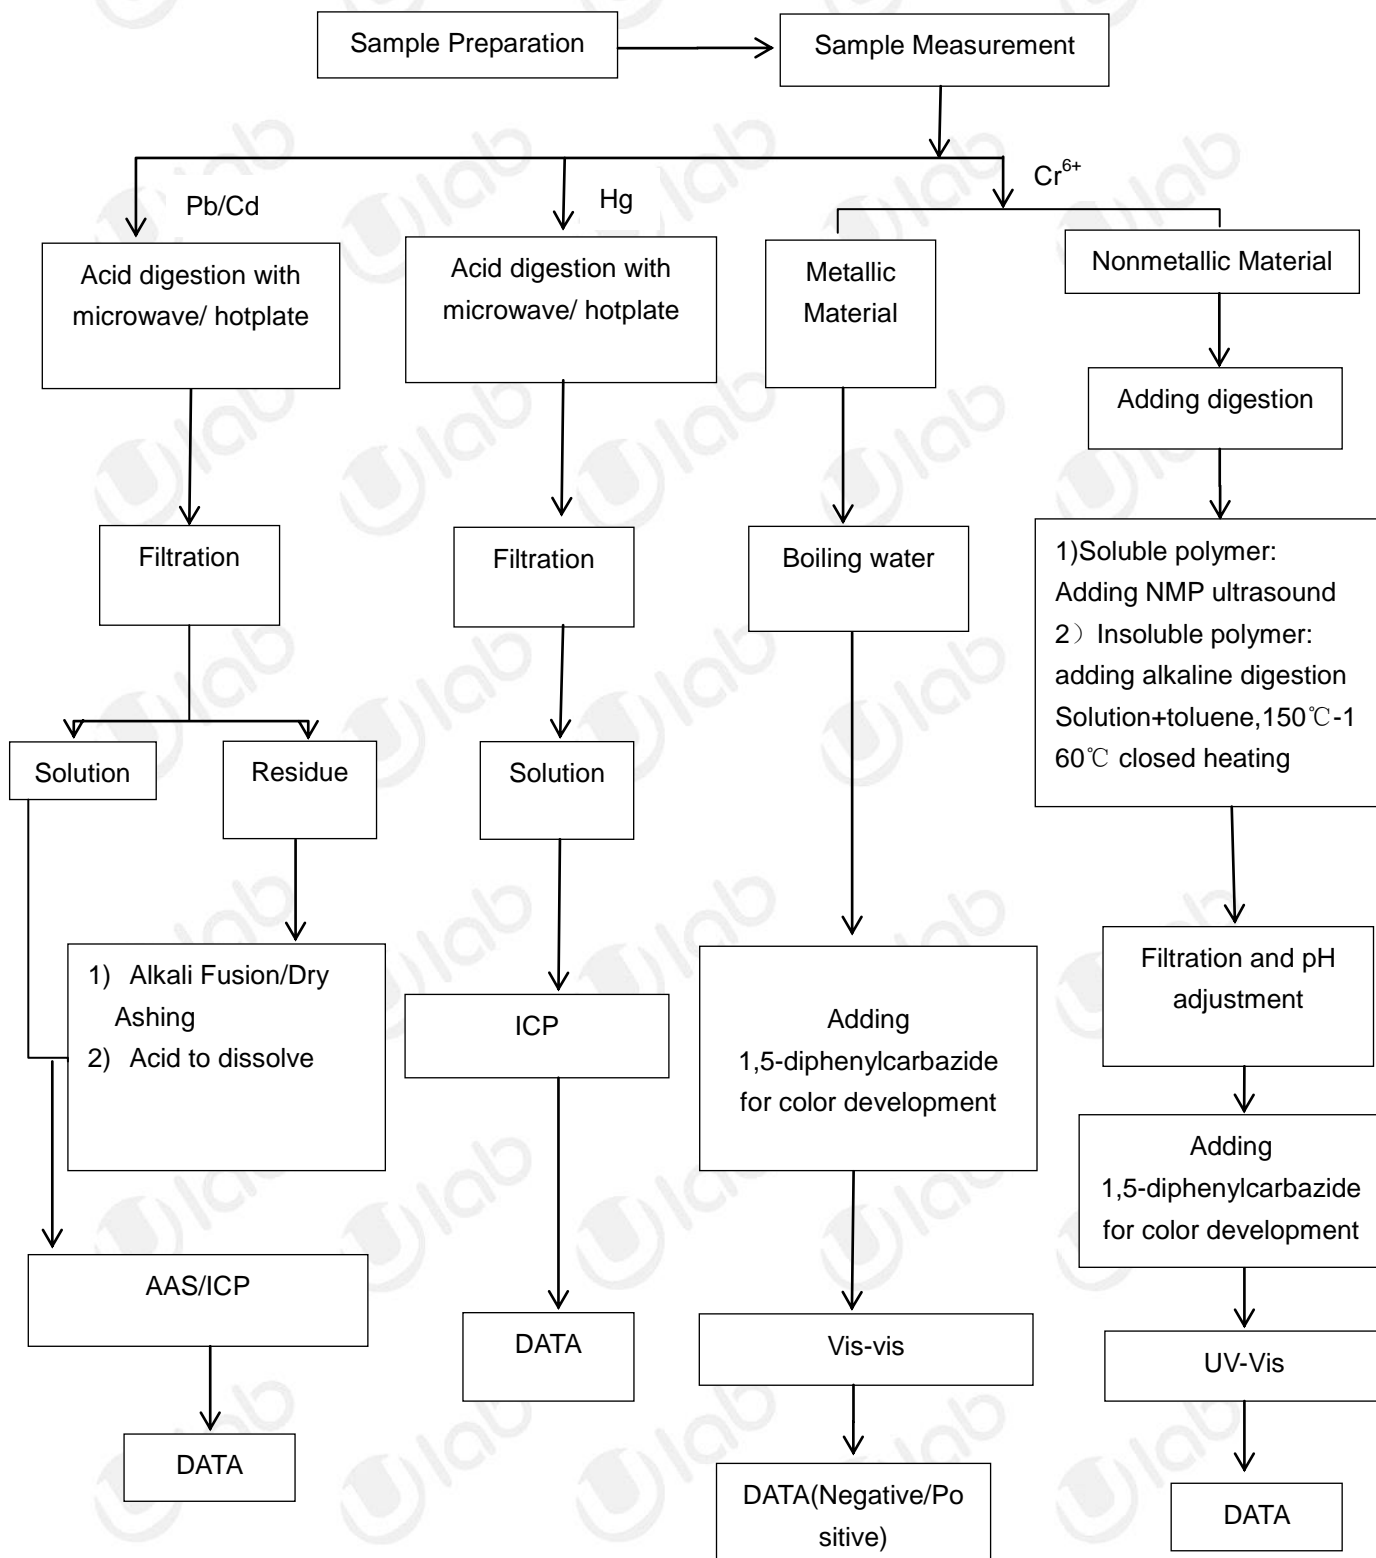 Sample Preparation
Sample Measurement
Pb/Cd
Hg
Cr6+
Acid digestion with
microwave/ hotplate
Acid digestion with
microwave/ hotplate
Metallic
Material
Nonmetallic Material
Adding digestion
Filtration
Filtration
Boiling water
1)Soluble polymer:
Adding NMP ultrasound
2）Insoluble polymer:
adding alkaline digestion
Solution+toluene,150℃-1
60℃ closed heating
Solution
Residue
Solution
1) Alkali Fusion/Dry
Ashing
2) Acid to dissolve
ICP
Adding
1,5-diphenylcarbazide
for color development
Filtration and pH
adjustment
Adding
1,5-diphenylcarbazide
for color development
AAS/ICP
DATA
Vis-vis
UV-Vis
DATA
DATA(Negative/Po
sitive)
DATA